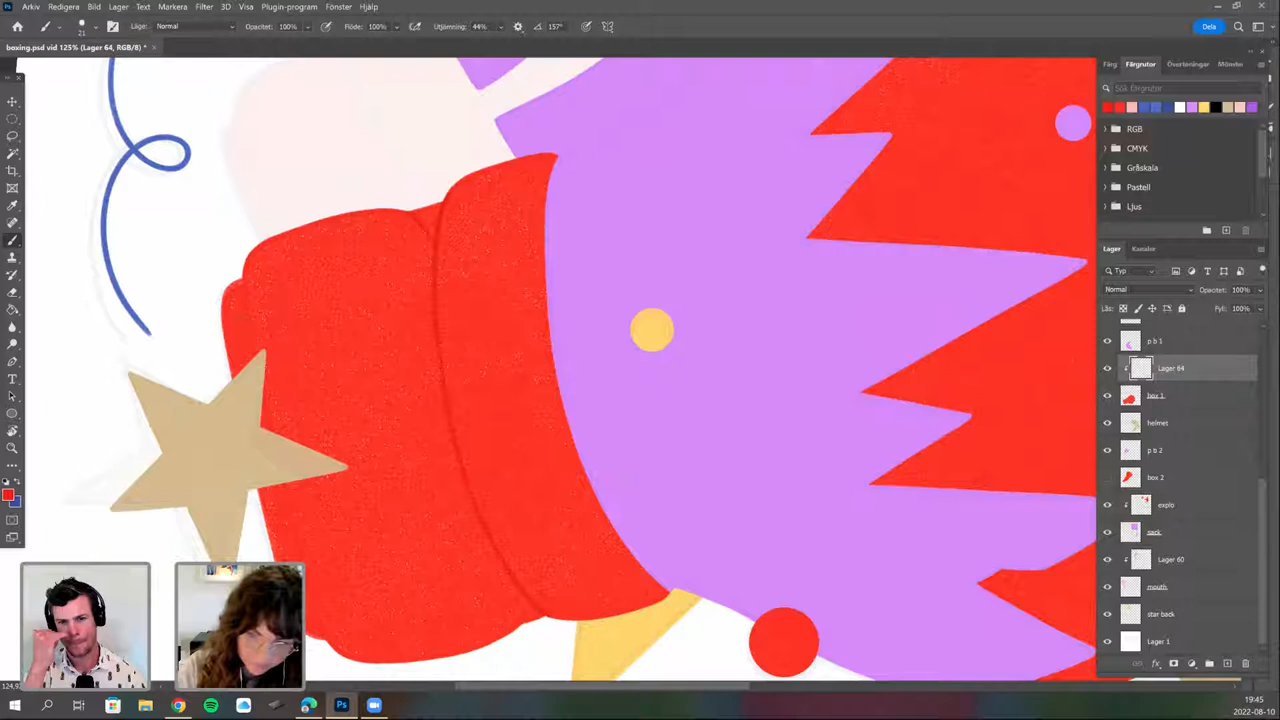 Arkiv Redigera Bild Lager Text Markera Filter 3D Visa Plugin-program Fönster Hjälp
21 Läge: Normal Opacitet: 100% Flöde: 100% Utjämning: 44% 157° Dela
boxing.psd vid 125% (Lager 64, RGB/8) *
Färg Färgrutor Övertoningar Mönster
Sök färgrutor
RGB
CMYK
Gråskala
Pastell
Ljus
Lager Kanaler
Typ
Normal Opacitet: 100%
Lås: Fyll: 100%
p b 1
Lager 64
box 1
helmet
p b 2
box 2
explo
sack
Lager 60
mouth
star back
Lager 1
19:45
2022-08-10